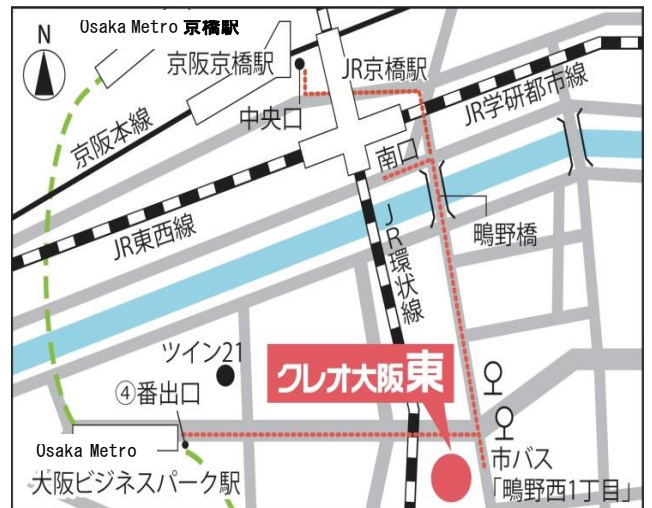 N
Osaka Metro 京橋駅
京阪京橋駅
JR京橋駅
中央口
JR学研都市線
京阪本線
南口
JR東西線
鴫野橋
JR環状線
ツイン21
クレオ大阪東
④番出口
Osaka Metro
大阪ビジネスパーク駅
市バス
「鴫野西1丁目」